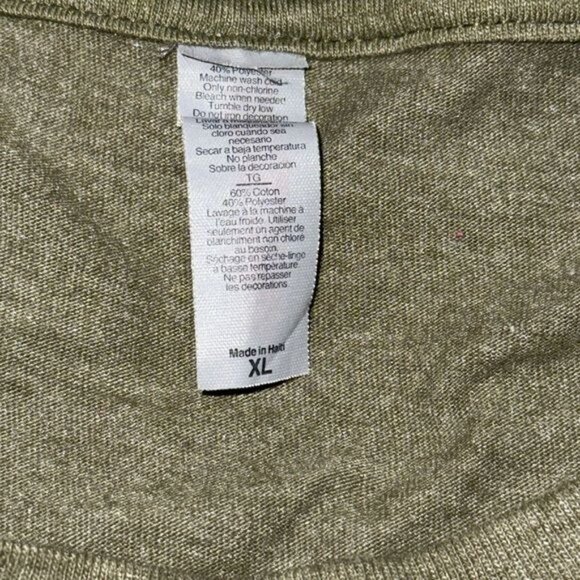 40% Polyester
Machine wash cold
Only non-chlorine
Bleach when needed
Tumble dry low
Do not iron decoration
Solo blanqueador sin
cloro cuando sea
necesario
Secar a baja temperatura
No planche
Sobre la decoración
TG
60% Coton
40% Polyester
Lavage à la machine à
l'eau froide. Utiliser
seulement un agent de
blanchiment non chloré
au besoin.
Séchage en sèche-linge
a basse température.
Ne pas repasser
les decorations.
Made in Haiti
XL